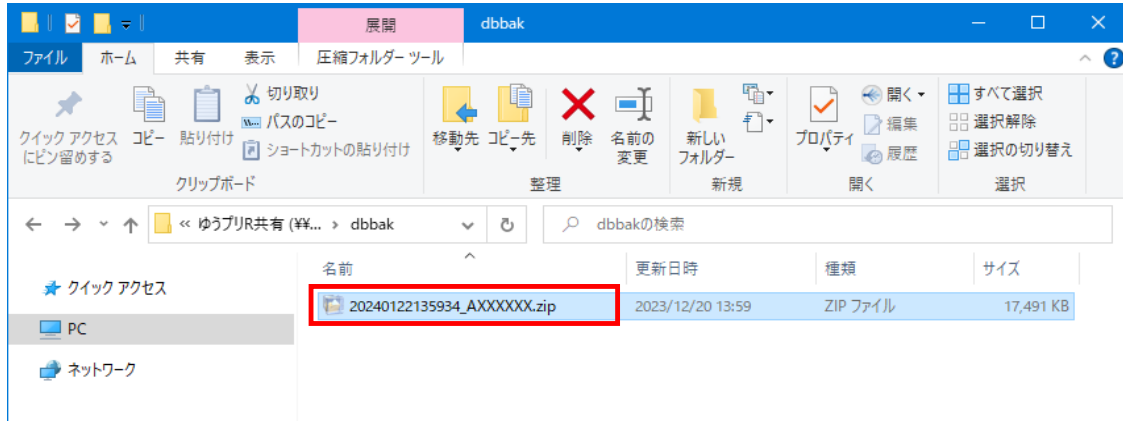 展開
dbbak
ファイル
ホーム
共有
表示
圧縮フォルダー ツール
クイック アクセス
にピン留めする
コピー
貼り付け
切り取り
パスのコピー
ショートカットの貼り付け
クリップボード
移動先
コピー先
削除
名前の
変更
整理
新しい
フォルダー
新規
プロパティ
開く
編集
履歴
開く
すべて選択
選択解除
選択の切り替え
選択
« ゆうプリR共有 (¥¥... › dbbak
dbbakの検索
クイック アクセス
PC
ネットワーク
名前 更新日時 種類 サイズ
20240122135934_AXXXXXX.zip 2023/12/20 13:59 ZIP ファイル 17,491 KB